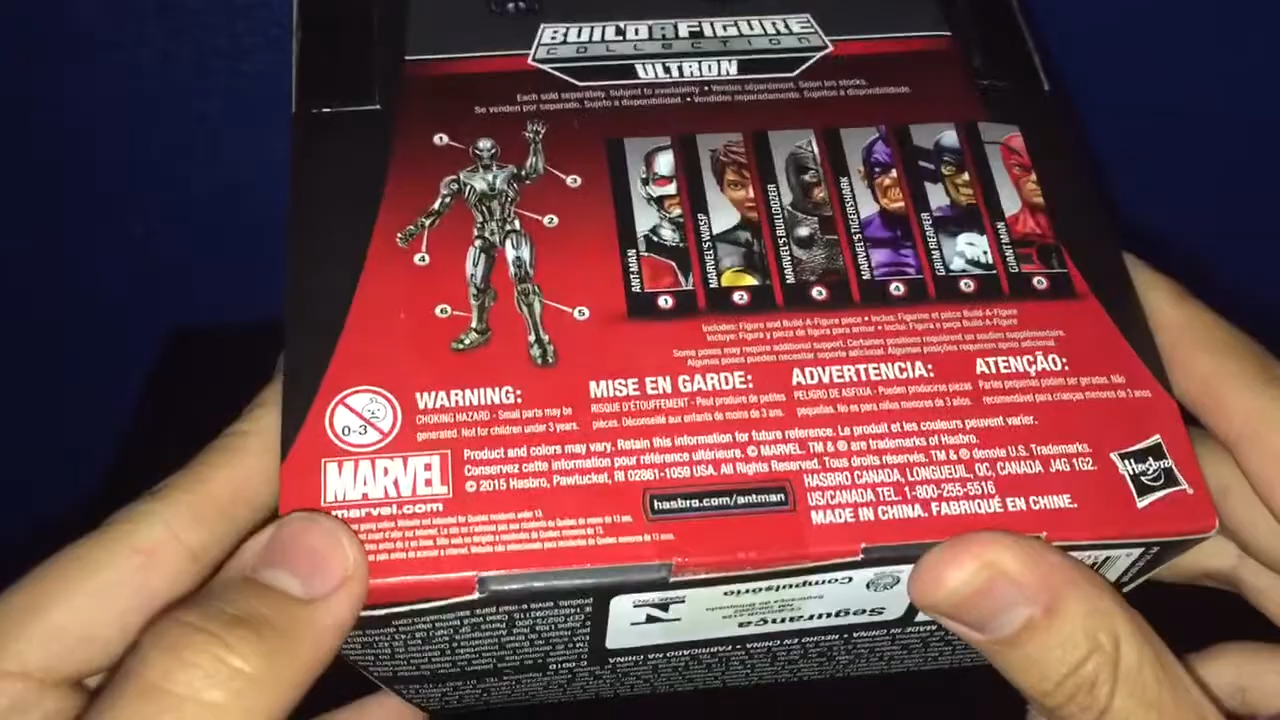 BUILD A FIGURE
COLLECTION
ULTRON
Each sold separately. Subject to availability. • Vendus séparément. Selon les stocks.
Se venden por separado. Sujeto a disponibilidad. • Vendidos separadamente. Sujeitos a disponibilidade.
1
2
3
4
5
6
ANT-MAN
MARVEL'S WASP
MARVEL'S BULLDOZER
MARVEL'S TIGERSHARK
GRIM REAPER
GIANT MAN
1
2
3
4
5
6
Includes: Figure and Build-A-Figure piece • Inclus: Figurine et pièce Build-A-Figure
Incluye: Figura y pieza de figura para armar • Inclui: Figura e peça Build-A-Figure
Some poses may require additional support. Certaines positions requièrent un soutien supplémentaire.
Algunas poses pueden necesitar soporte adicional. Algumas posições requerem apoio adicional.
0-3
WARNING:
CHOKING HAZARD - Small parts may be
generated. Not for children under 3 years.
MISE EN GARDE:
RISQUE D'ÉTOUFFEMENT - Peut produire de petites
pièces. Déconseillé aux enfants de moins de 3 ans.
ADVERTENCIA:
PELIGRO DE ASFIXIA - Pueden producirse piezas
pequeñas. No es para niños menores de 3 años.
ATENÇÃO:
Partes pequenas podem ser geradas. Não
recomendável para crianças menores de 3 anos
Product and colors may vary. Retain this information for future reference. Le produit et les couleurs peuvent varier.
Conservez cette information pour référence ultérieure. © MARVEL. TM & ® are trademarks of Hasbro.
© 2015 Hasbro, Pawtucket, RI 02861-1059 USA. All Rights Reserved. Tous droits réservés. TM & ® denote U.S. Trademarks.
MARVEL
marvel.com
hasbro.com/antman
HASBRO CANADA, LONGUEUIL, QC, CANADA J4G 1G2.
US/CANADA TEL. 1-800-255-5516
MADE IN CHINA. FABRIQUÉ EN CHINE.
Hasbro
Segurança
Compulsório
MADE IN CHINA • HECHO EN CHINA • FABRICADO NA CHINA